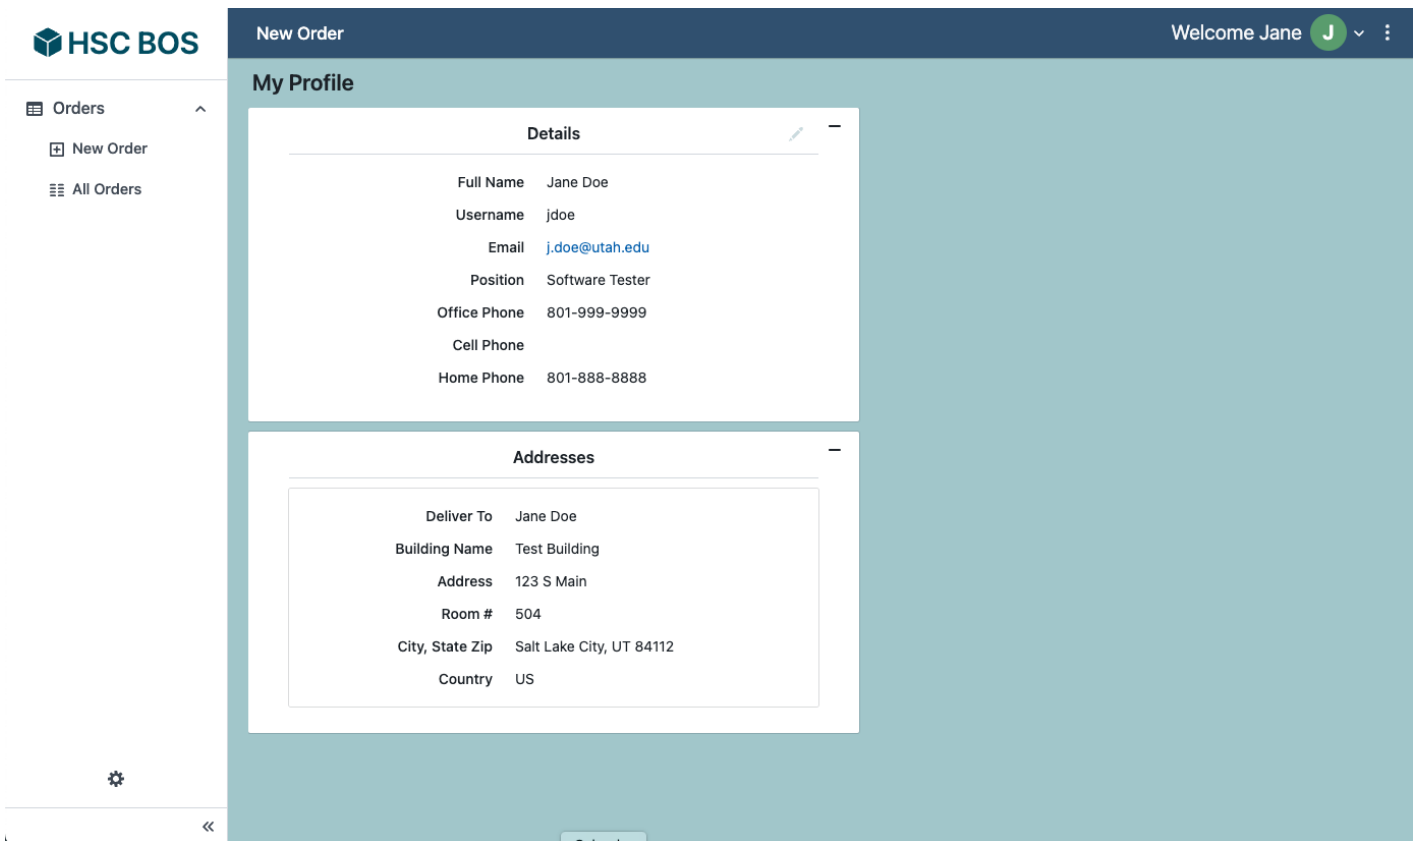 HSC BOS
New Order
Welcome Jane J
My Profile
Orders
New Order
All Orders
Details
Full Name Jane Doe
Username jdoe
Email j.doe@utah.edu
Position Software Tester
Office Phone 801-999-9999
Cell Phone
Home Phone 801-888-8888
Addresses
Deliver To Jane Doe
Building Name Test Building
Address 123 S Main
Room # 504
City, State Zip Salt Lake City, UT 84112
Country US